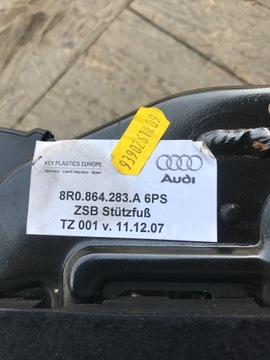 KEY PLASTICS EUROPE
Germany - Czech Republic - Spain
Audi
8R0.864.283.A 6PS
ZSB Stützfuß
TZ 001 v. 11.12.07